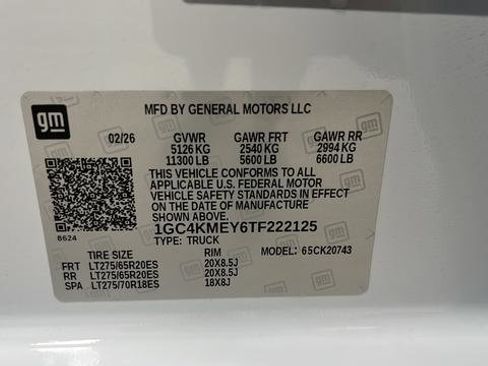 gm
MFD BY GENERAL MOTORS LLC
02/26 GVWR GAWR FRT GAWR RR
5126 KG 2540 KG 2994 KG
11300 LB 5600 LB 6600 LB
THIS VEHICLE CONFORMS TO ALL
APPLICABLE U.S. FEDERAL MOTOR
VEHICLE SAFETY STANDARDS IN EFFECT
ON THE DATE OF MANUFACTURE
SHOWN ABOVE.
8624 1GC4KMEY6TF222125
TYPE: TRUCK
TIRE SIZE RIM MODEL: 65CK20743
FRT LT275/65R20ES 20X8.5J
RR LT275/65R20ES 20X8.5J
SPA LT275/70R18ES 18X8J